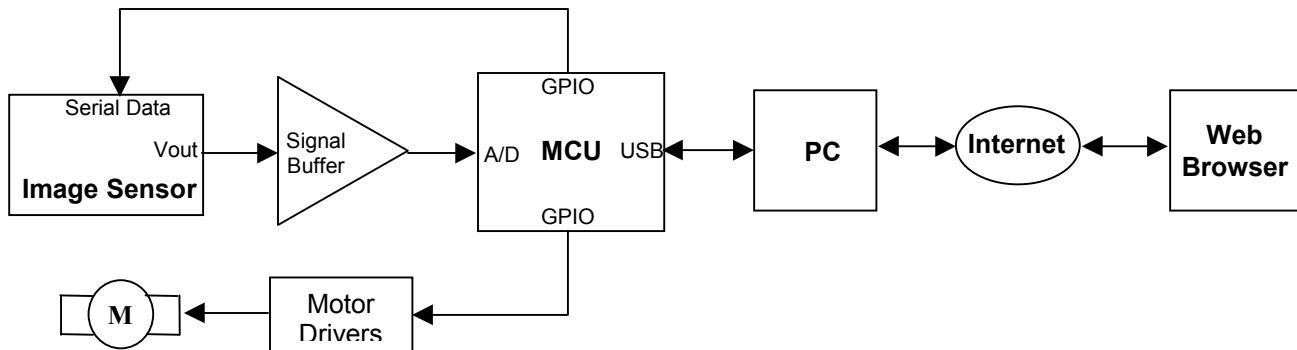 Serial Data
Vout
Image Sensor
Signal
Buffer
GPIO
A/D
MCU
USB
GPIO
PC
Internet
Web
Browser
M
Motor
Drivers